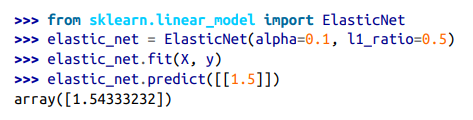 >>> from sklearn.linear_model import ElasticNet
>>> elastic_net = ElasticNet(alpha=0.1, l1_ratio=0.5)
>>> elastic_net.fit(X, y)
>>> elastic_net.predict([[1.5]])
array([1.54333232])